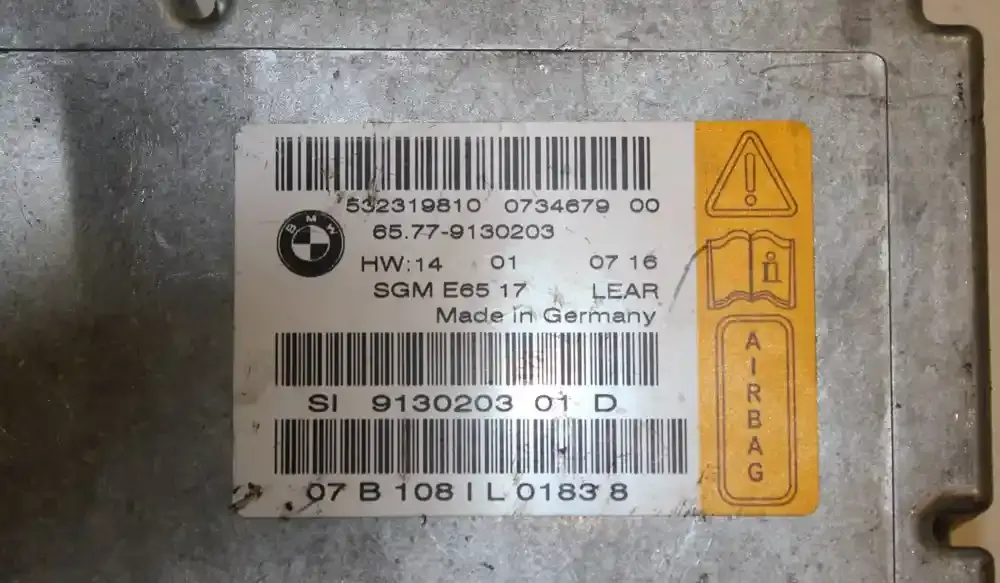 532319810 0734679 00
BMW
65.77-9130203
HW:14 01 07 16
SGM E65 17 LEAR
Made in Germany
SI 9130203 01 D
07 B 108 I L 0183 8
AIRBAG